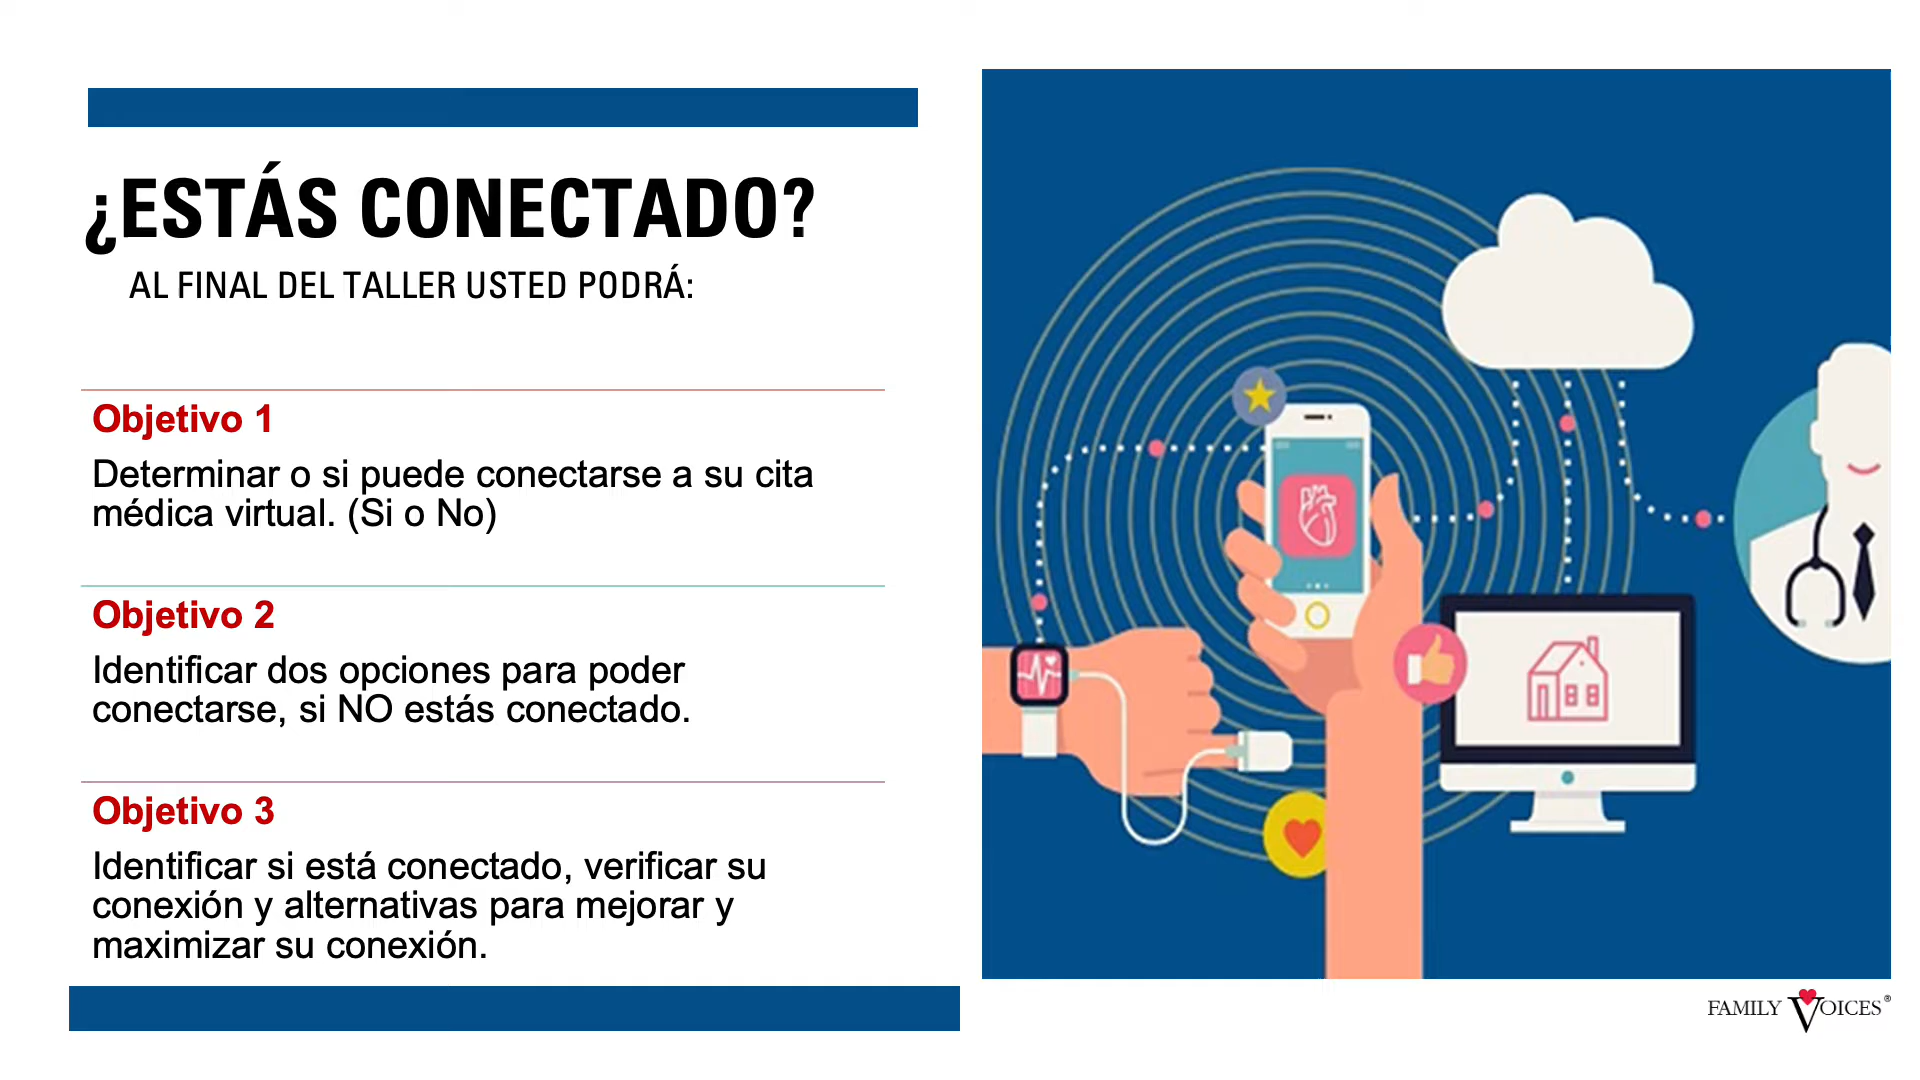 ¿ESTÁS CONECTADO?
AL FINAL DEL TALLER USTED PODRÁ:
Objetivo 1
Determinar o si puede conectarse a su cita
médica virtual. (Si o No)
Objetivo 2
Identificar dos opciones para poder
conectarse, si NO estás conectado.
Objetivo 3
Identificar si está conectado, verificar su
conexión y alternativas para mejorar y
maximizar su conexión.
FAMILY VOICES®